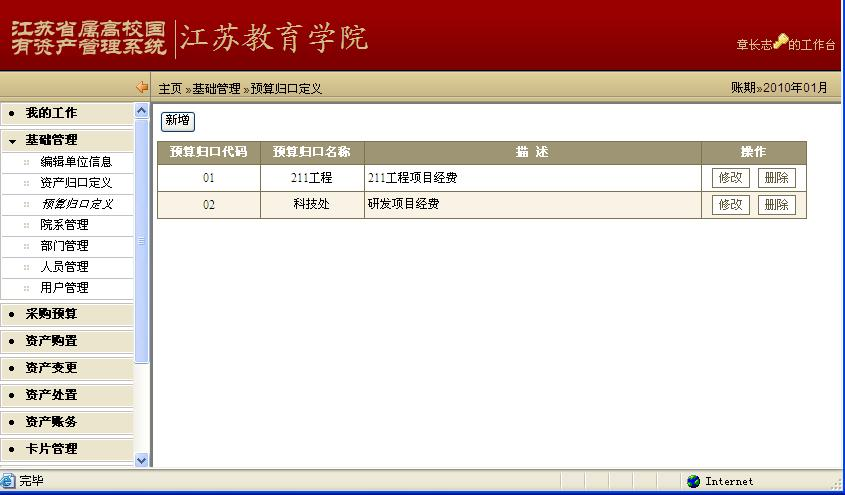 江苏省属高校国
有资产管理系统
江苏教育学院
章长志的工作台
主页 »基础管理 »预算归口定义
账期»2010年01月
我的工作
基础管理
编辑单位信息
资产归口定义
预算归口定义
院系管理
部门管理
人员管理
用户管理
采购预算
资产购置
资产变更
资产处置
资产账务
卡片管理
新增
预算归口代码 预算归口名称 描 述 操作
01 211工程 211工程项目经费 修改 删除
02 科技处 研发项目经费 修改 删除
完毕
Internet